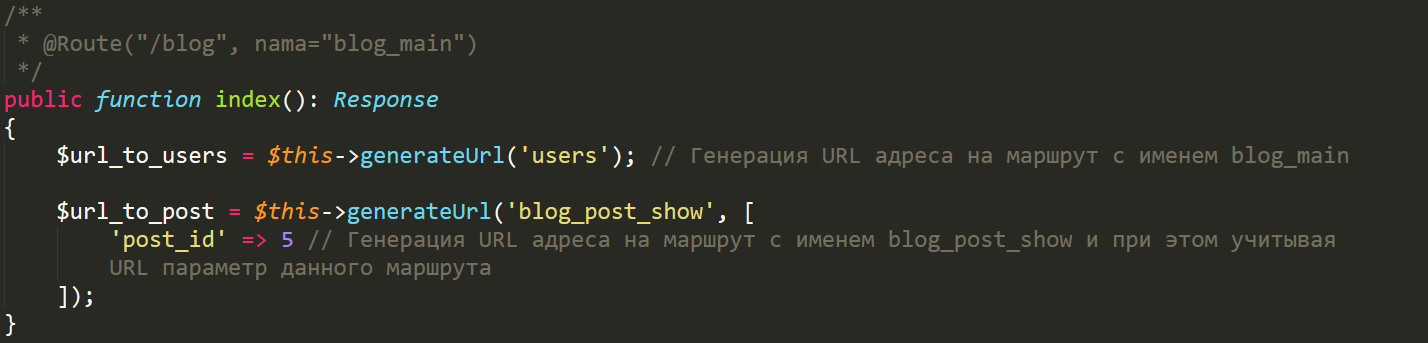 /**
 * @Route("/blog", nama="blog_main")
 */
public function index(): Response
{
    $url_to_users = $this->generateUrl('users'); // Генерация URL адреса на маршрут с именем blog_main

    $url_to_post = $this->generateUrl('blog_post_show', [
        'post_id' => 5 // Генерация URL адреса на маршрут с именем blog_post_show и при этом учитывая
        URL параметр данного маршрута
    ]);
}